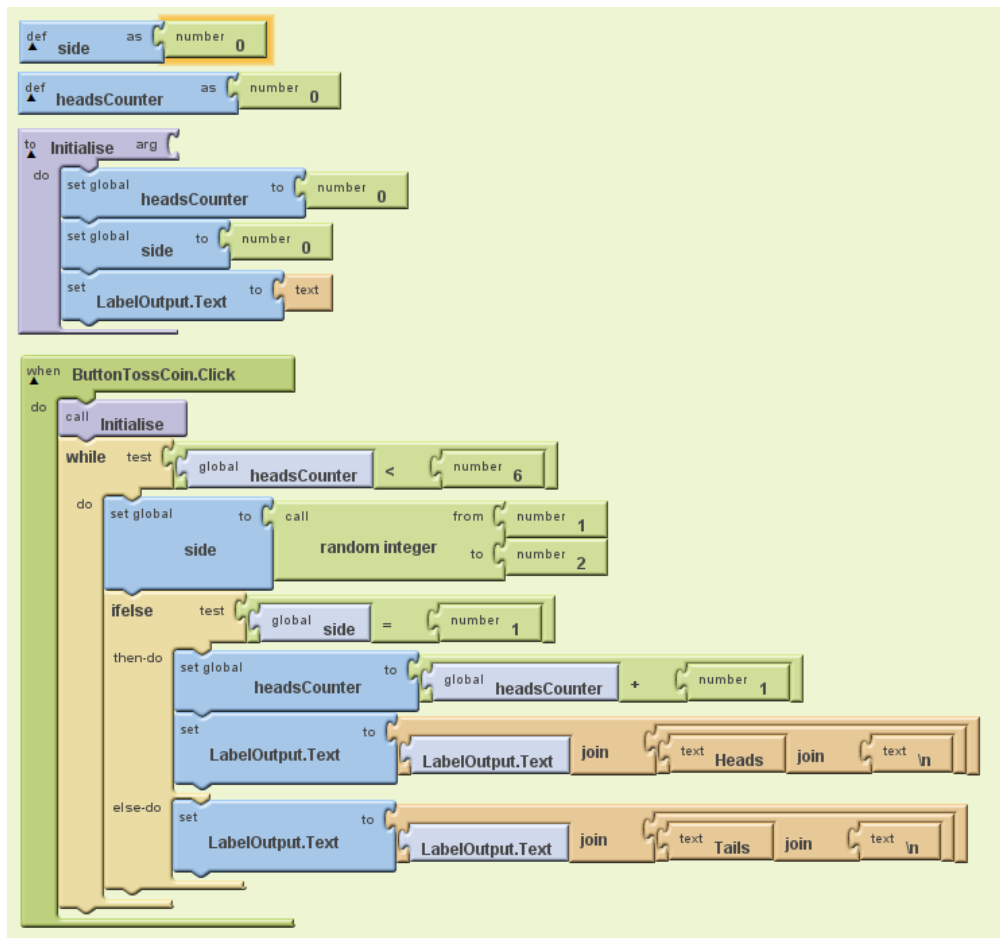 def side as number 0
def headsCounter as number 0
to Initialise arg
do set global headsCounter to number 0
set global side to number 0
set LabelOutput.Text to text
when ButtonTossCoin.Click
do call Initialise
while test global headsCounter < number 6
do set global side to call random integer from number 1
to number 2
ifelse test global side = number 1
then-do set global headsCounter to global headsCounter + number 1
set LabelOutput.Text to LabelOutput.Text join text Heads join text \n
else-do set LabelOutput.Text to LabelOutput.Text join text Tails join text \n